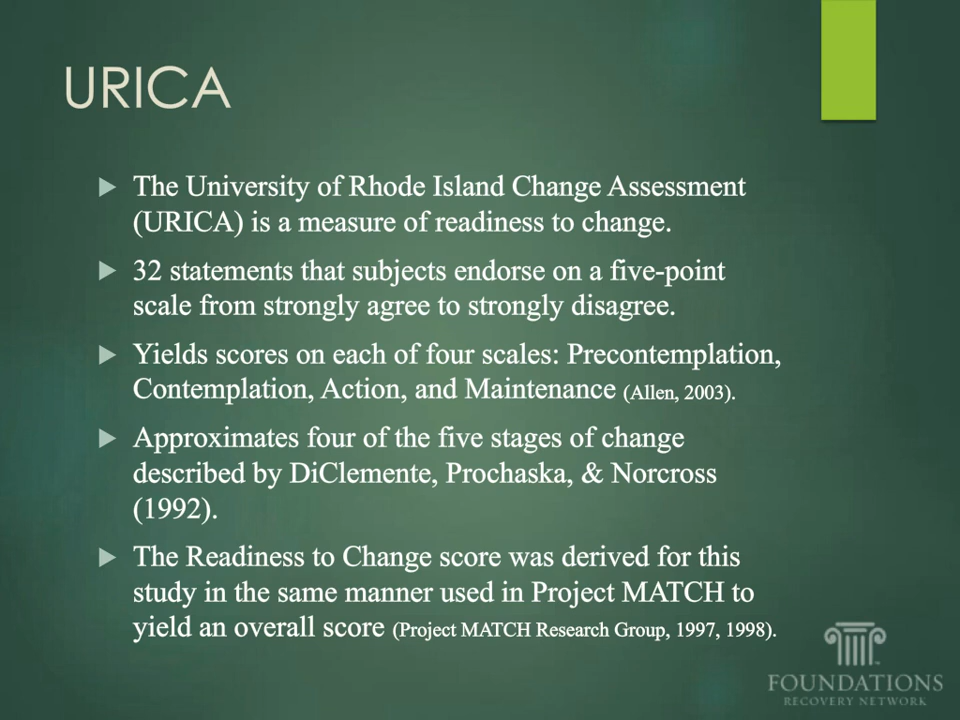 URICA
The University of Rhode Island Change Assessment
(URICA) is a measure of readiness to change.
32 statements that subjects endorse on a five-point
scale from strongly agree to strongly disagree.
Yields scores on each of four scales: Precontemplation,
Contemplation, Action, and Maintenance (Allen, 2003).
Approximates four of the five stages of change
described by DiClemente, Prochaska, & Norcross
(1992).
The Readiness to Change score was derived for this
study in the same manner used in Project MATCH to
yield an overall score (Project MATCH Research Group, 1997, 1998).
FOUNDATIONS
RECOVERY NETWORK